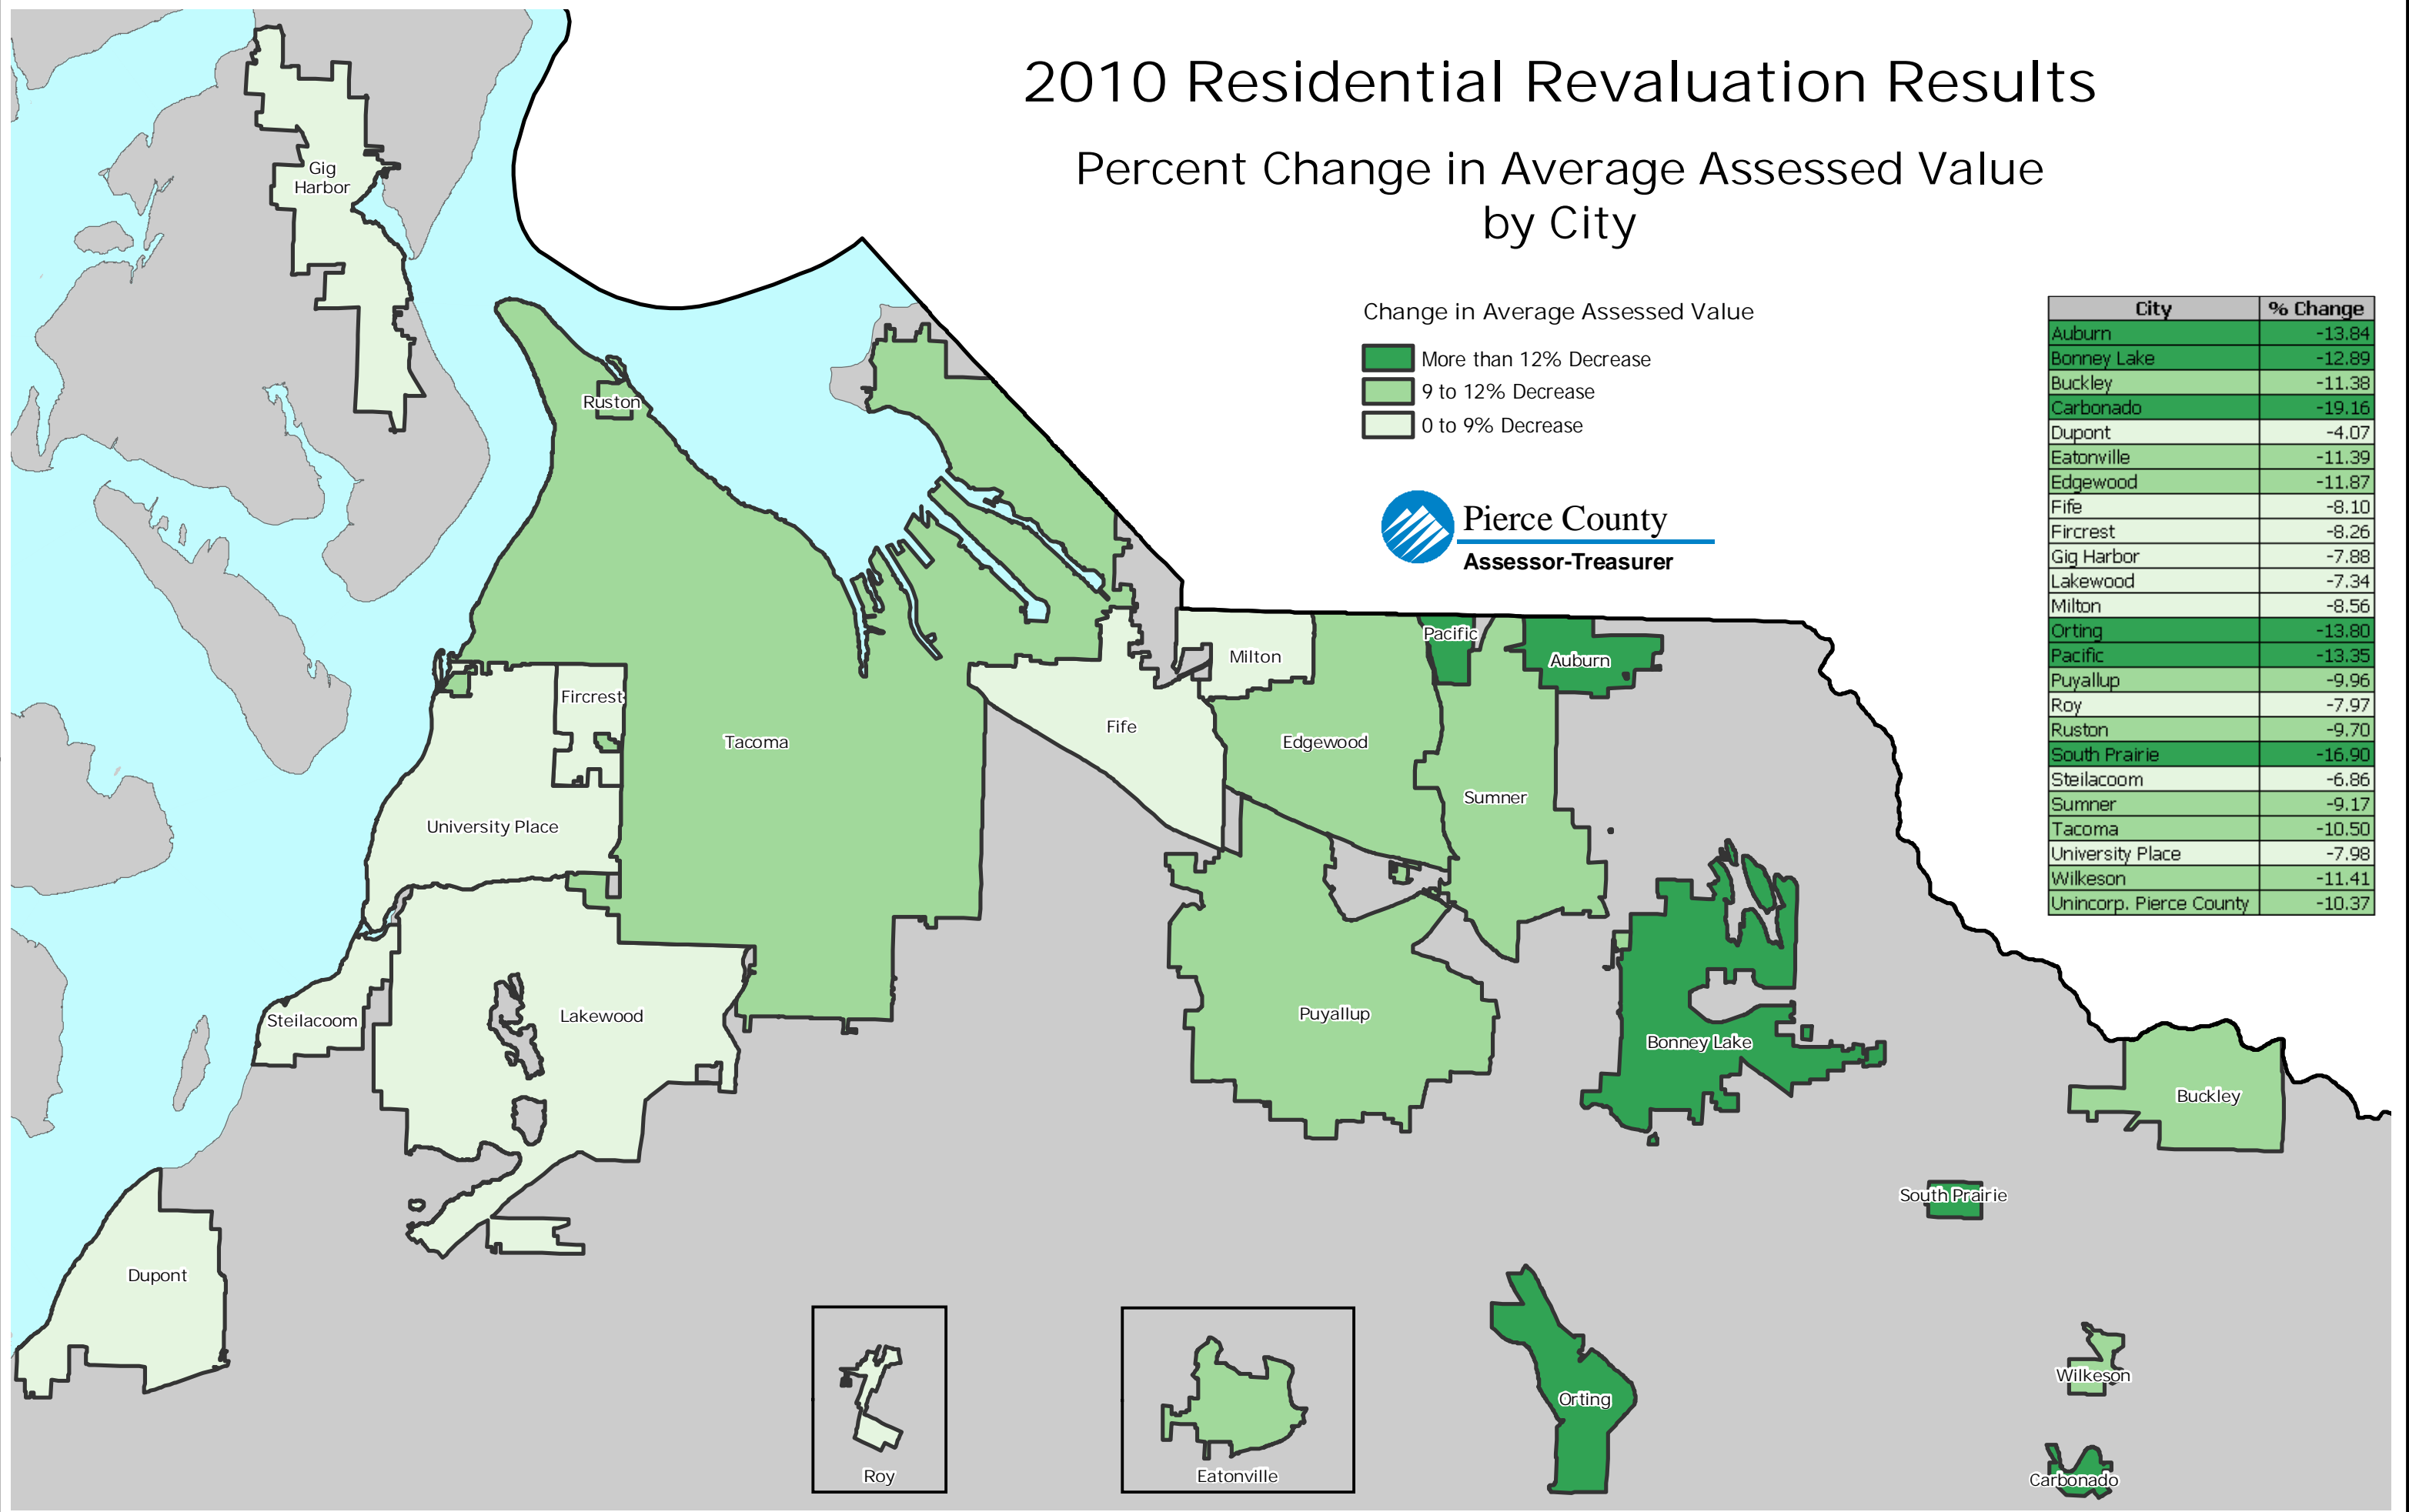 2010 Residential Revaluation Results
Percent Change in Average Assessed Value
by City
Change in Average Assessed Value
More than 12% Decrease
9 to 12% Decrease
0 to 9% Decrease
Pierce County
Assessor-Treasurer
City % Change
Auburn -13.84
Bonney Lake -12.89
Buckley -11.38
Carbonado -19.16
Dupont -4.07
Eatonville -11.39
Edgewood -11.87
Fife -8.10
Fircrest -8.26
Gig Harbor -7.88
Lakewood -7.34
Milton -8.56
Orting -13.80
Pacific -13.35
Puyallup -9.96
Roy -7.97
Ruston -9.70
South Prairie -16.90
Steilacoom -6.86
Sumner -9.17
Tacoma -10.50
University Place -7.98
Wilkeson -11.41
Unincorp. Pierce County -10.37
Gig
Harbor
Ruston
Pacific
Milton
Auburn
Fircrest
Fife
Tacoma
Edgewood
Sumner
University Place
Puyallup
Lakewood
Steilacoom
Bonney Lake
Buckley
South Prairie
Dupont
Wilkeson
Orting
Roy
Eatonville
Carbonado